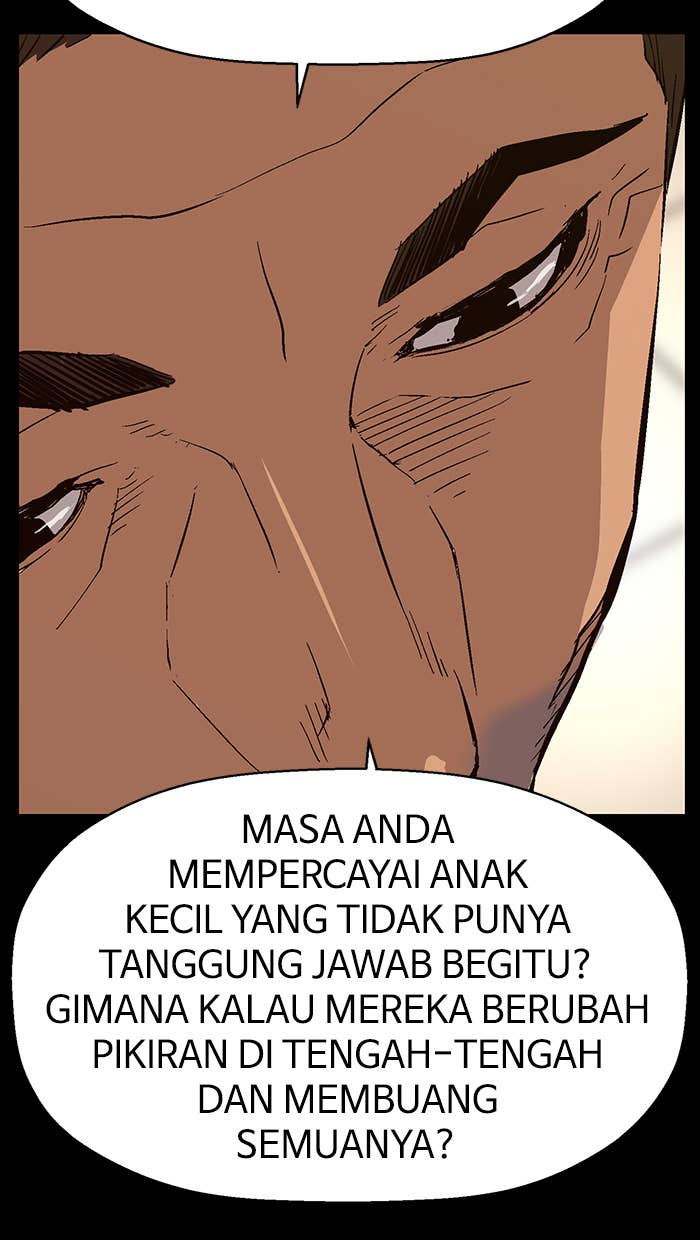 MASA ANDA
MEMPERCAYAI ANAK
KECIL YANG TIDAK PUNYA
TANGGUNG JAWAB BEGITU?
GIMANA KALAU MEREKA BERUBAH
PIKIRAN DI TENGAH-TENGAH
DAN MEMBUANG
SEMUANYA?